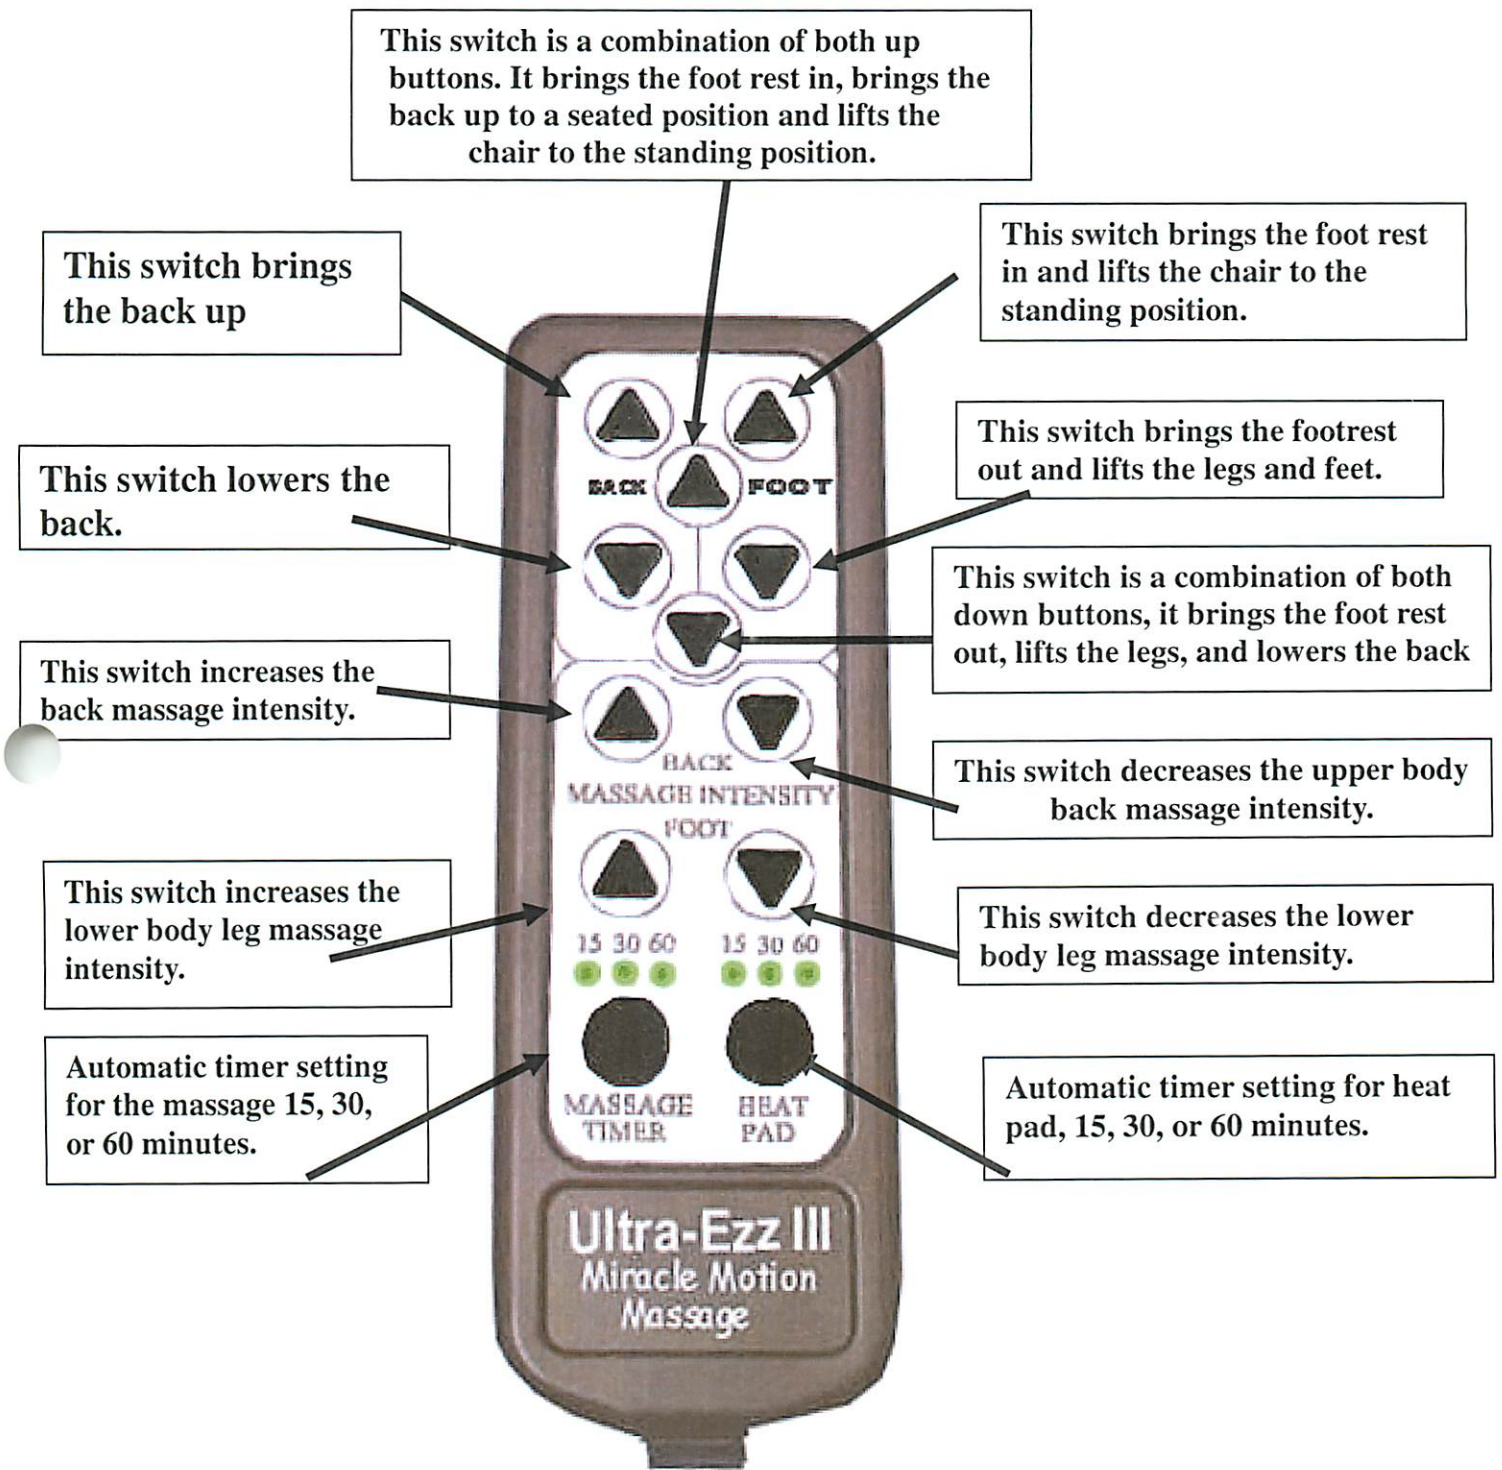 This switch is a combination of both up
buttons. It brings the foot rest in, brings the
back up to a seated position and lifts the
chair to the standing position.
This switch brings
the back up
This switch brings the foot rest
in and lifts the chair to the
standing position.
This switch lowers the
back.
This switch brings the footrest
out and lifts the legs and feet.
This switch is a combination of both
down buttons, it brings the foot rest
out, lifts the legs, and lowers the back
This switch increases the
back massage intensity.
This switch decreases the upper body
back massage intensity.
This switch increases the
lower body leg massage
intensity.
This switch decreases the lower
body leg massage intensity.
Automatic timer setting
for the massage 15, 30,
or 60 minutes.
Automatic timer setting for heat
pad, 15, 30, or 60 minutes.
BACK FOOT
BACK
MASSAGE INTENSITY
FOOT
15 30 60 15 30 60
MASSAGE
TIMER
HEAT
PAD
Ultra-Ezz III
Miracle Motion
Massage